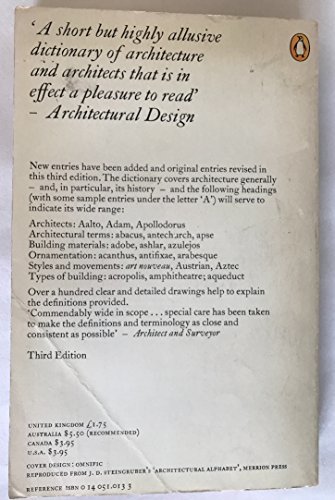 ‘A short but highly allusive
dictionary of architecture
and architects that is in
effect a pleasure to read’
– Architectural Design
New entries have been added and original entries revised in
this third edition. The dictionary covers architecture generally
– and, in particular, its history – and the following headings
(with some sample entries under the letter ‘A’) will serve to
indicate its wide range:
Architects: Aalto, Adam, Apollodorus
Architectural terms: abacus, antechurch, apse
Building materials: adobe, ashlar, azulejos
Ornamentation: acanthus, antifixae, arabesque
Styles and movements: art nouveau, Austrian, Aztec
Types of building: acropolis, amphitheatre; aqueduct
Over a hundred clear and detailed drawings help to explain
the definitions provided.
‘Commendably wide in scope . . . special care has been taken
to make the definitions and terminology as close and
consistent as possible’ – Architect and Surveyor
Third Edition
UNITED KINGDOM £1·75
AUSTRALIA $5.50 (RECOMMENDED)
CANADA $3.95
U.S.A. $3.95
COVER DESIGN: OMNIFIC
REPRODUCED FROM J. D. STEINGRUBER’S ‘ARCHITECTURAL ALPHABET’, MERRION PRESS
REFERENCE ISBN 0 14 051.013 3